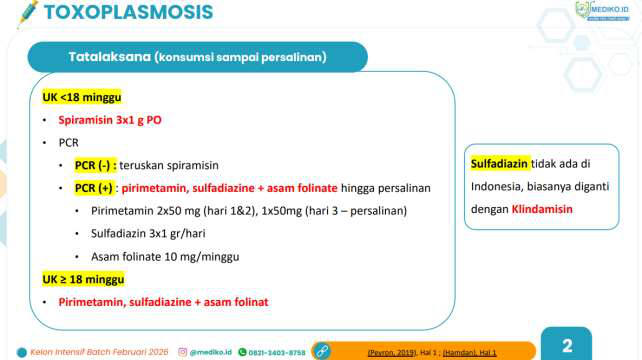 TOXOPLASMOSIS
MEDIKO.ID
Tatalaksana (konsumsi sampai persalinan)
UK <18 minggu
• Spiramisin 3x1 g PO
• PCR
• PCR (-) : teruskan spiramisin
• PCR (+) : pirimetamin, sulfadiazine + asam folinate hingga persalinan
• Pirimetamin 2x50 mg (hari 1&2), 1x50mg (hari 3 – persalinan)
• Sulfadiazin 3x1 gr/hari
• Asam folinate 10 mg/minggu
UK ≥ 18 minggu
• Pirimetamin, sulfadiazine + asam folinat
Sulfadiazin tidak ada di
Indonesia, biasanya diganti
dengan Klindamisin
Kelon Intensif Batch Februari 2026
@mediko.id
0821-3403-8758
(Peyron, 2019), Hal 1 ; (Hamdan), Hal 1
2